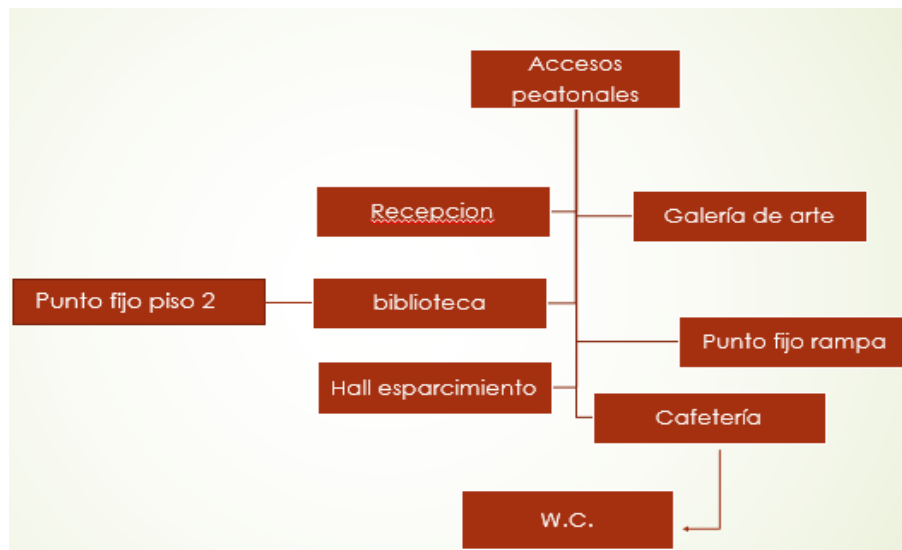 Accesos
peatonales
Recepcion
Galería de arte
Punto fijo piso 2
biblioteca
Punto fijo rampa
Hall esparcimiento
Cafetería
W.C.